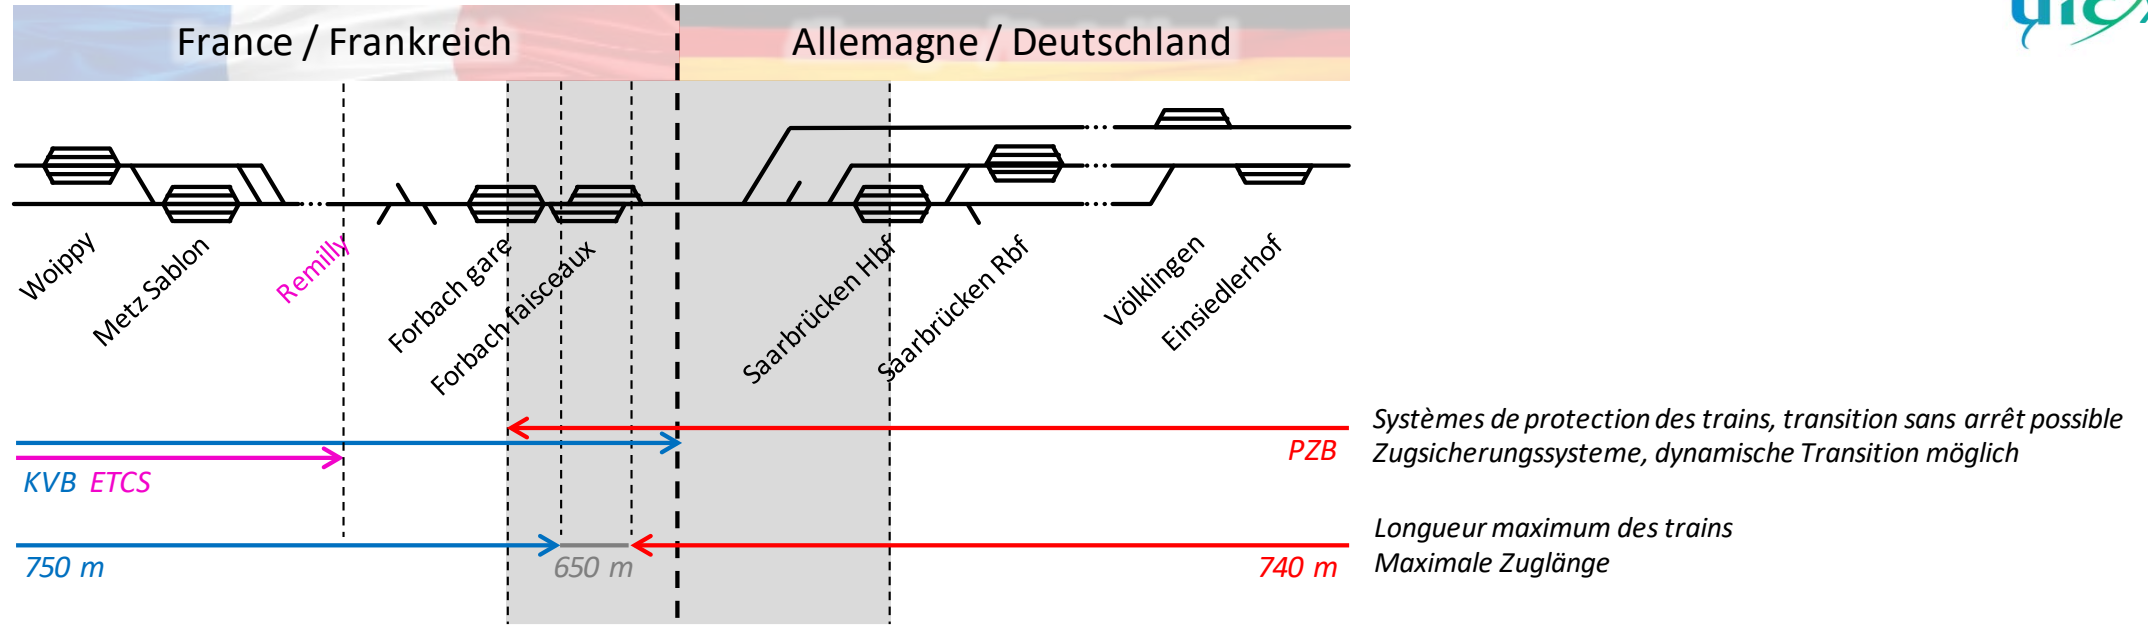 France / Frankreich
Allemagne / Deutschland
Woippy
Metz Sablon
Remilly
Forbach gare
Forbach faisceaux
Saarbrücken Hbf
Saarbrücken Rbf
Völklingen
Einsiedlerhof
KVB ETCS
PZB
Systèmes de protection des trains, transition sans arrêt possible
Zugsicherungssysteme, dynamische Transition möglich
750 m
650 m
740 m
Longueur maximum des trains
Maximale Zuglänge